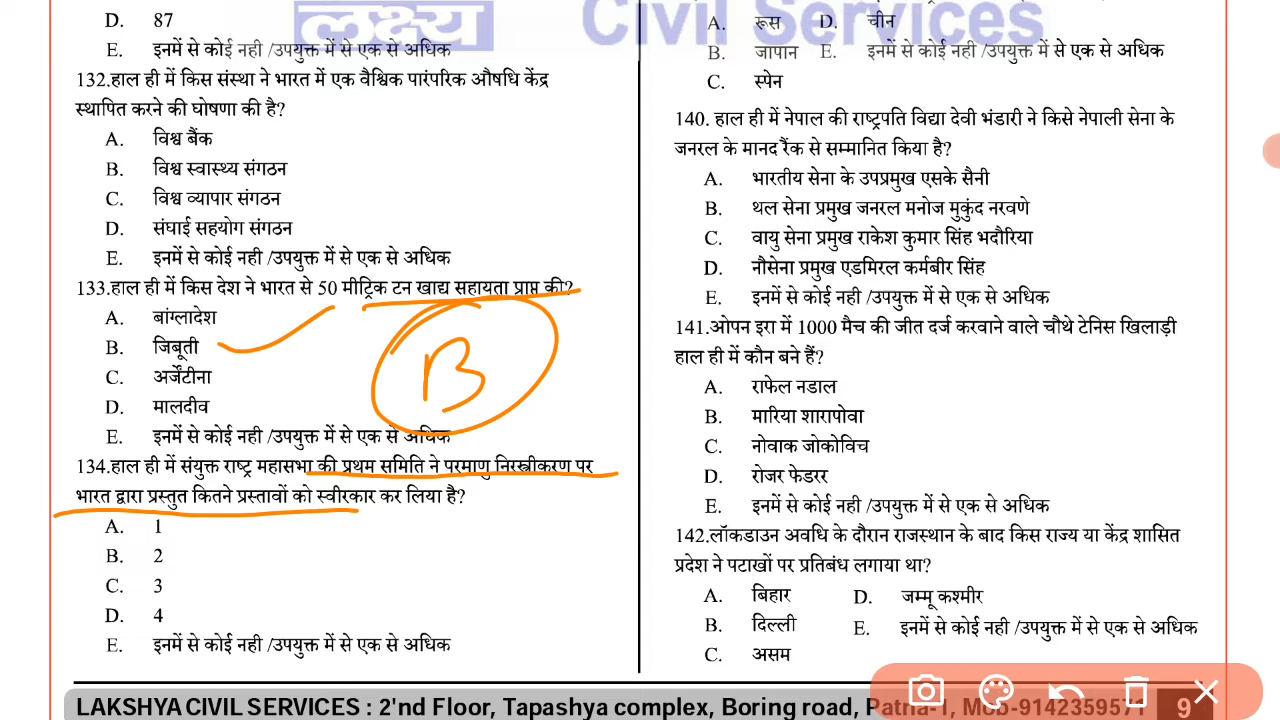 D. 87
E. इनमें से कोई नही /उपयुक्त में से एक से अधिक
132.हाल ही में किस संस्था ने भारत में एक वैश्विक पारंपरिक औषधि केंद्र
स्थापित करने की घोषणा की है?
A. विश्व बैंक
B. विश्व स्वास्थ्य संगठन
C. विश्व व्यापार संगठन
D. संघाई सहयोग संगठन
E. इनमें से कोई नही /उपयुक्त में से एक से अधिक
133.हाल ही में किस देश ने भारत से 50 मीट्रिक टन खाद्य सहायता प्राप्त की?
A. बांग्लादेश
B. जिबूती
C. अर्जेंटीना
D. मालदीव
E. इनमें से कोई नही /उपयुक्त में से एक से अधिक
B
134.हाल ही में संयुक्त राष्ट्र महासभा की प्रथम समिति ने परमाणु निरस्त्रीकरण पर
भारत द्वारा प्रस्तुत कितने प्रस्तावों को स्वीरकार कर लिया है?
A. 1
B. 2
C. 3
D. 4
E. इनमें से कोई नही /उपयुक्त में से एक से अधिक
लक्ष्य Civil Services
A. रूस D. चीन
B. जापान E. इनमें से कोई नही /उपयुक्त में से एक से अधिक
C. स्पेन
140. हाल ही में नेपाल की राष्ट्रपति विद्या देवी भंडारी ने किसे नेपाली सेना के
जनरल के मानद रैंक से सम्मानित किया है?
A. भारतीय सेना के उपप्रमुख एसके सैनी
B. थल सेना प्रमुख जनरल मनोज मुकुंद नरवणे
C. वायु सेना प्रमुख राकेश कुमार सिंह भदौरिया
D. नौसेना प्रमुख एडमिरल कर्मबीर सिंह
E. इनमें से कोई नही /उपयुक्त में से एक से अधिक
141.ओपन इरा में 1000 मैच की जीत दर्ज करवाने वाले चौथे टेनिस खिलाड़ी
हाल ही में कौन बने हैं?
A. राफेल नडाल
B. मारिया शारापोवा
C. नोवाक जोकोविच
D. रोजर फेडरर
E. इनमें से कोई नही /उपयुक्त में से एक से अधिक
142.लॉकडाउन अवधि के दौरान राजस्थान के बाद किस राज्य या केंद्र शासित
प्रदेश ने पटाखों पर प्रतिबंध लगाया था?
A. बिहार D. जम्मू कश्मीर
B. दिल्ली E. इनमें से कोई नही /उपयुक्त में से एक से अधिक
C. असम
LAKSHYA CIVIL SERVICES : 2'nd Floor, Tapashya complex, Boring road, Patna-1, Mob-9142359571 9